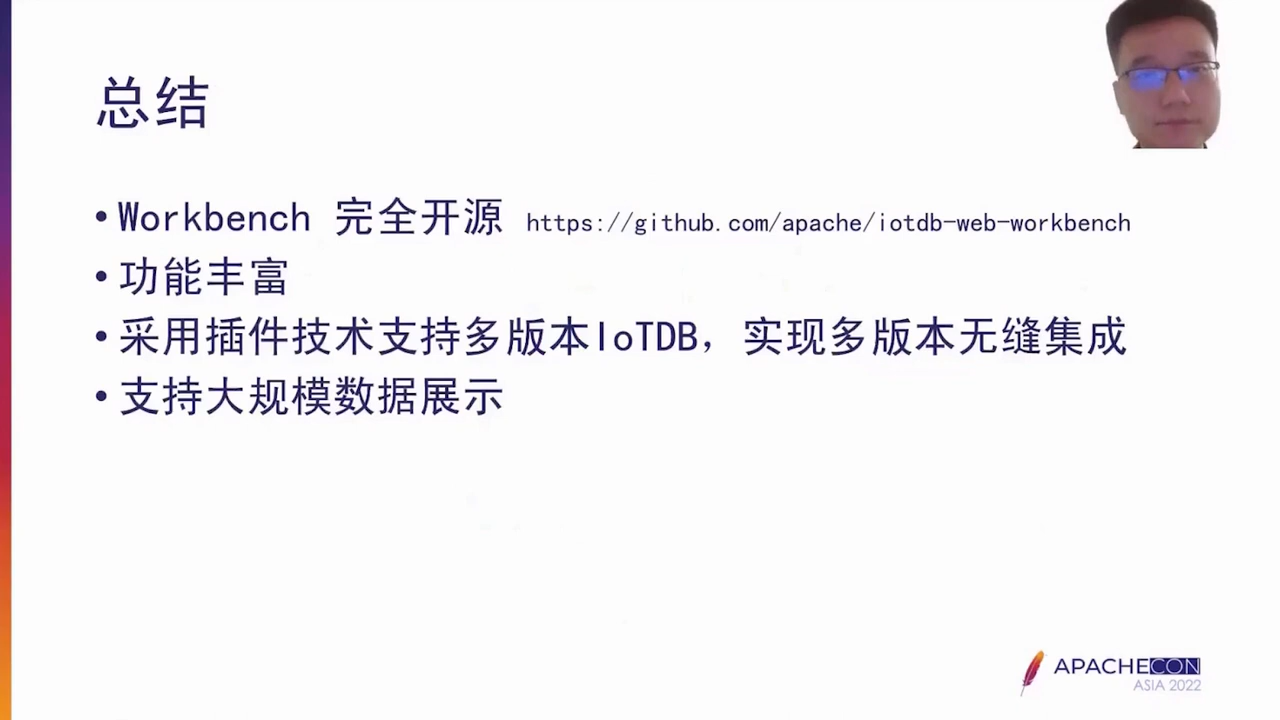 总结
• Workbench 完全开源 https://github.com/apache/iotdb-web-workbench
• 功能丰富
• 采用插件技术支持多版本IoTDB，实现多版本无缝集成
• 支持大规模数据展示
APACHECON
ASIA 2022